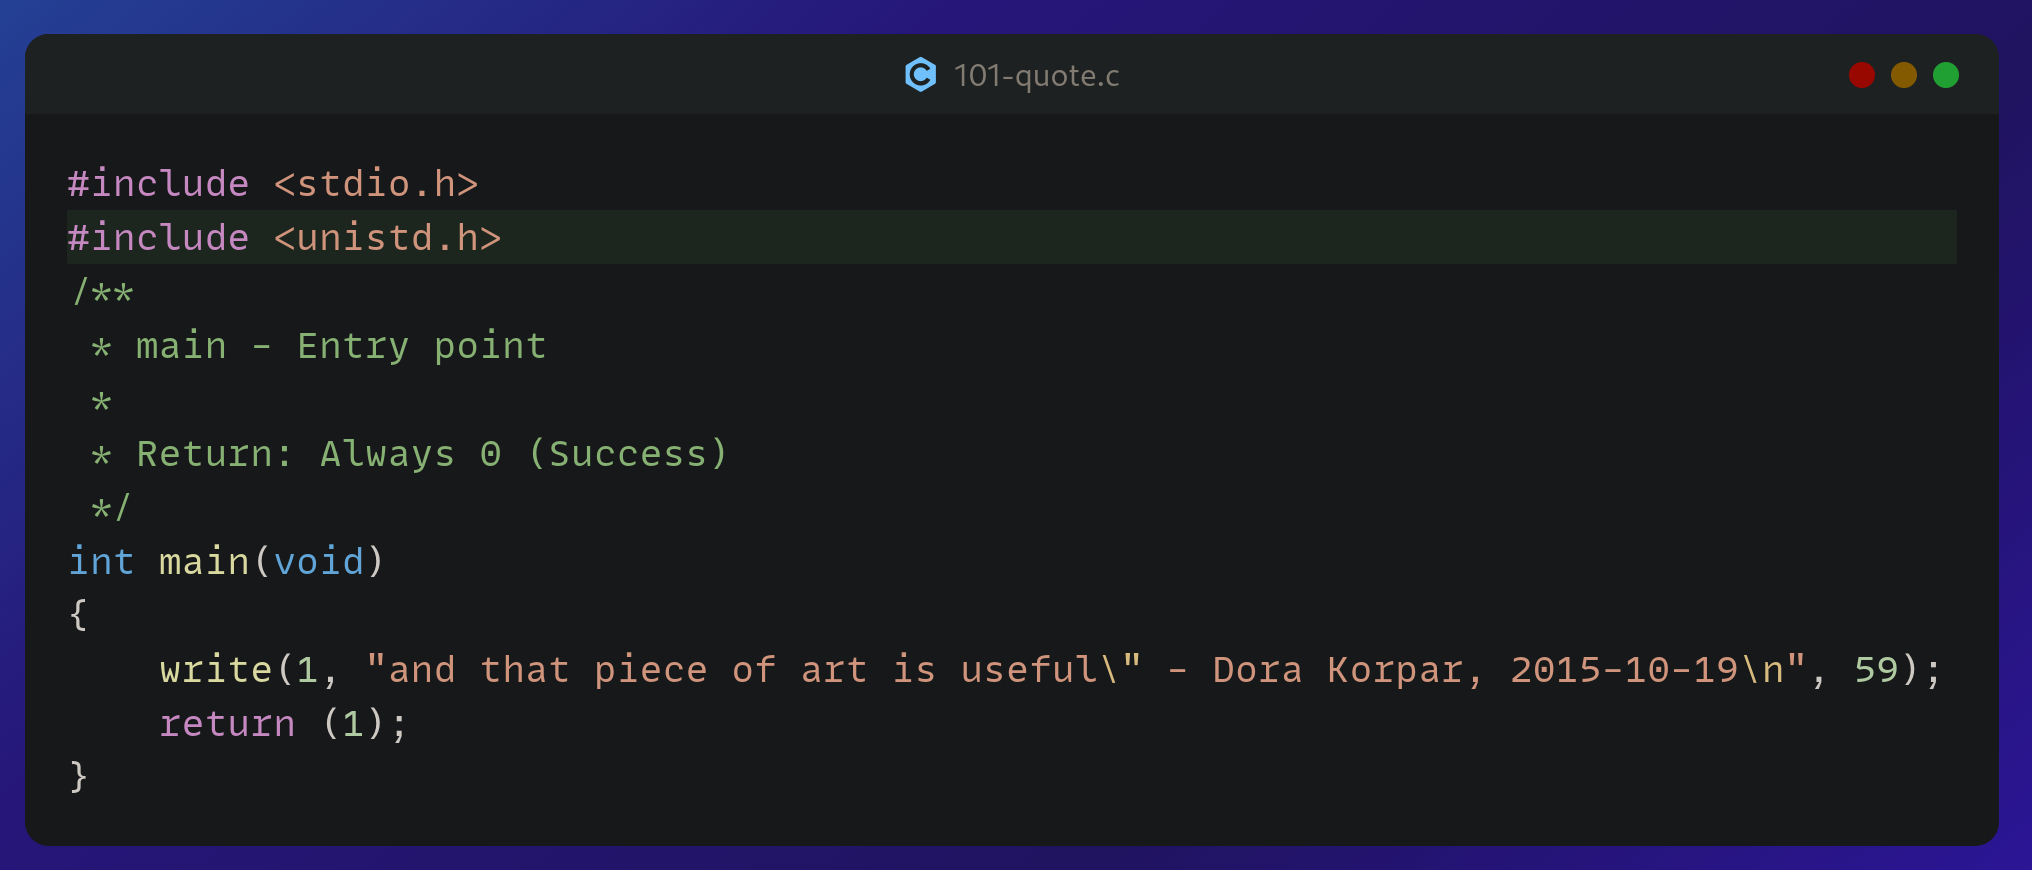 101-quote.c
#include <stdio.h>
#include <unistd.h>
/**
 * main - Entry point
 *
 * Return: Always 0 (Success)
 */
int main(void)
{
    write(1, "and that piece of art is useful\" - Dora Korpar, 2015-10-19\n", 59);
    return (1);
}